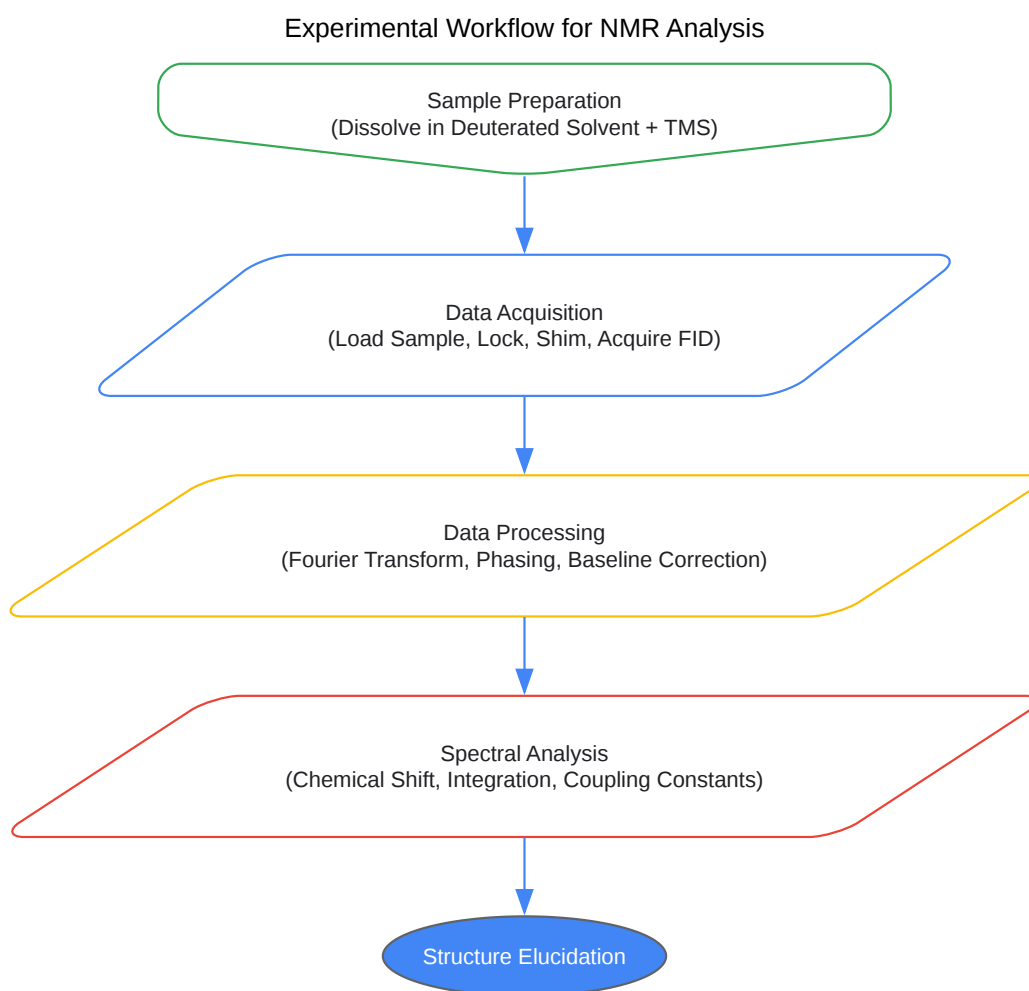 Experimental Workflow for NMR Analysis
Sample Preparation
(Dissolve in Deuterated Solvent + TMS)
Data Acquisition
(Load Sample, Lock, Shim, Acquire FID)
Data Processing
(Fourier Transform, Phasing, Baseline Correction)
Spectral Analysis
(Chemical Shift, Integration, Coupling Constants)
Structure Elucidation